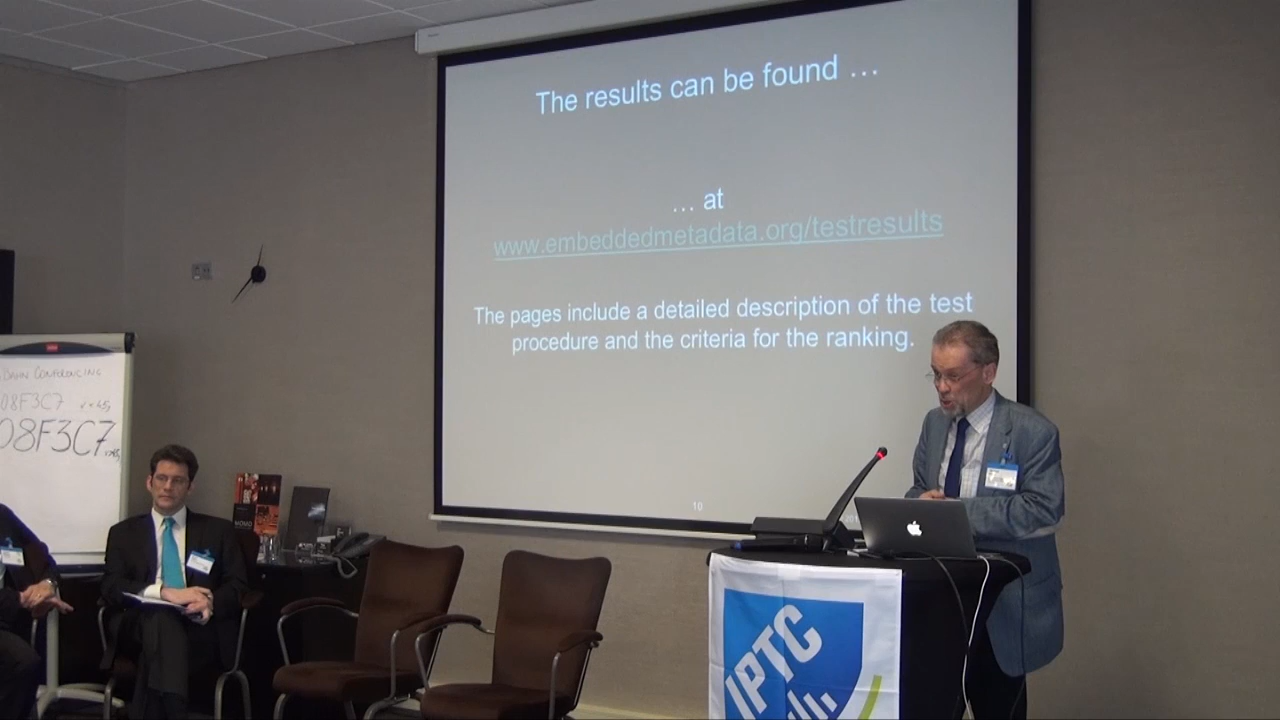 The results can be found …
… at
www.embeddedmetadata.org/testresults
The pages include a detailed description of the test
procedure and the criteria for the ranking.
10
CONFERENCING
08F3C7
08F3C7
IPTC